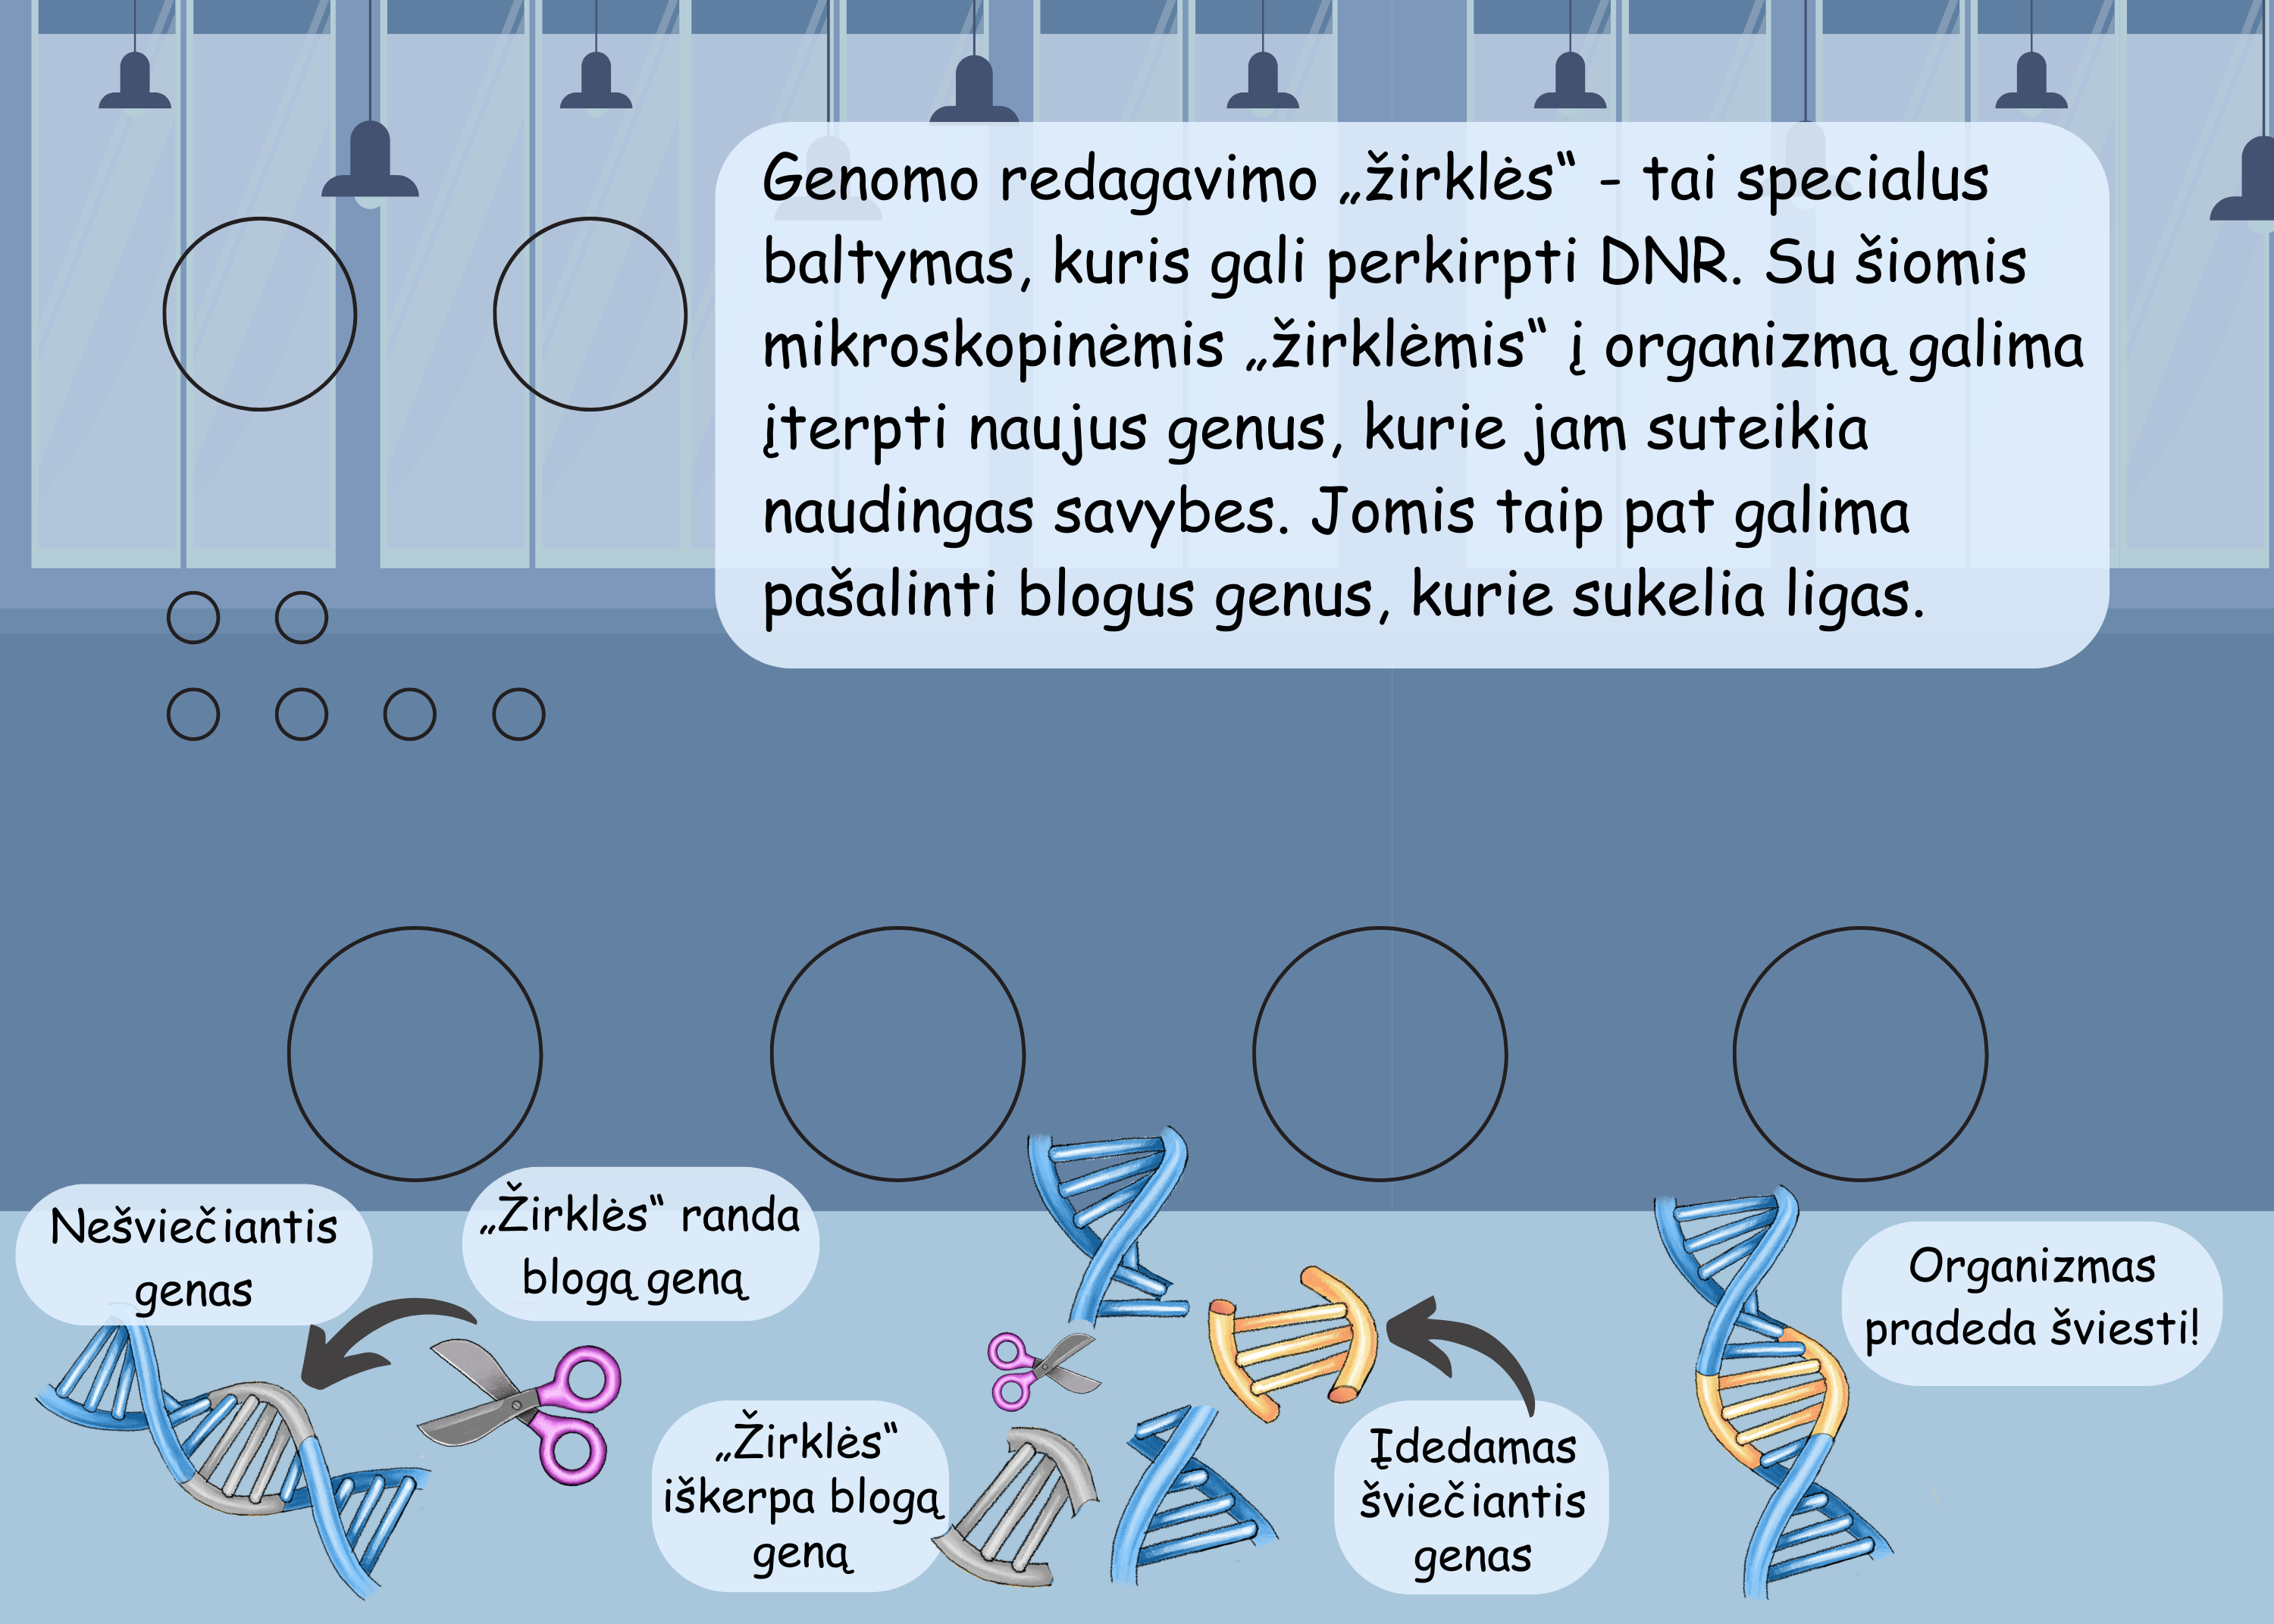 Genomo redagavimo „žirklės“ - tai specialus
baltymas, kuris gali perkirpti DNR. Su šiomis
mikroskopinėmis „žirklėmis“ į organizmą galima
įterpti naujus genus, kurie jam suteikia
naudingas savybes. Jomis taip pat galima
pašalinti blogus genus, kurie sukelia ligas.
Nešviečiantis
genas
„Žirklės“ randa
blogą geną
„Žirklės“
iškerpa blogą
geną
Įdedamas
šviečiantis
genas
Organizmas
pradeda šviesti!